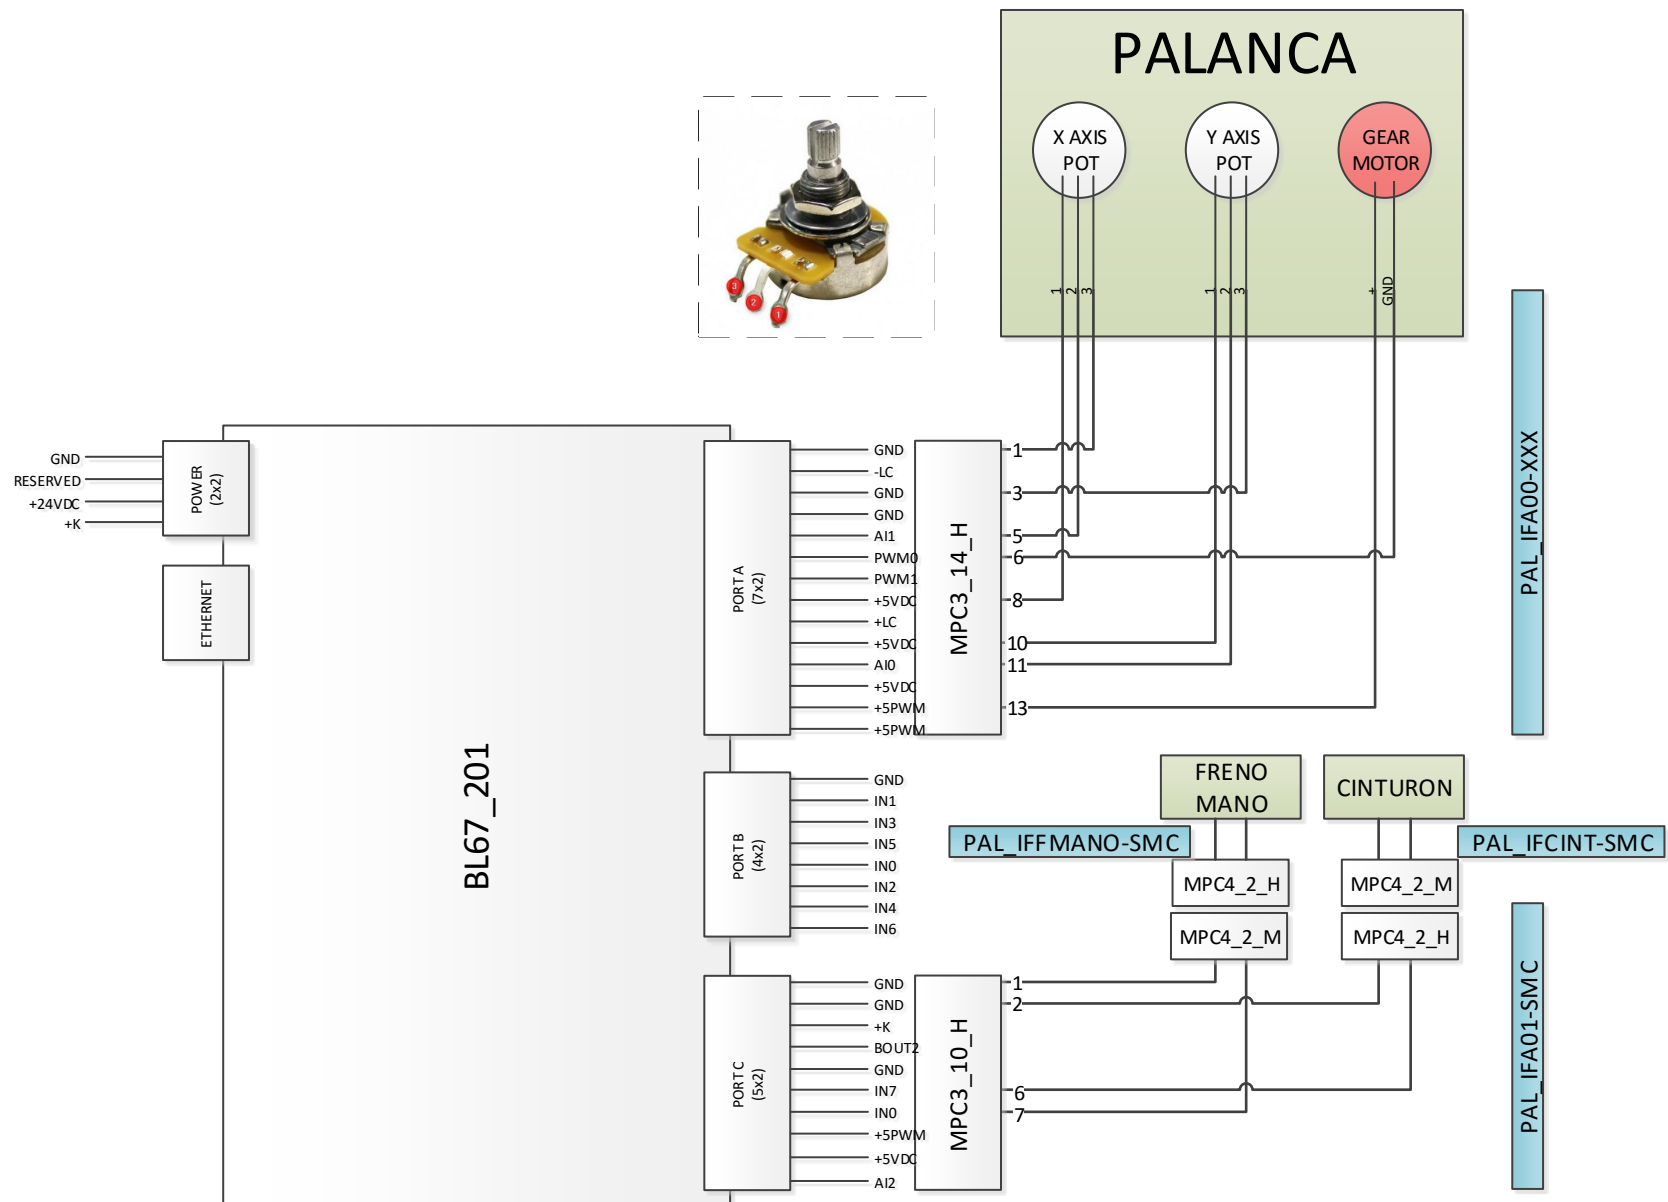 PALANCA
X AXIS
POT
Y AXIS
POT
GEAR
MOTOR
1
2
3
1
2
3
+
GND
3
2
1
PAL_IFA00-XXX
GND
RESERVED
+24VDC
+K
POWER
(2x2)
ETHERNET
BL67_201
PORT A
(7x2)
GND
-LC
GND
GND
AI1
PWM0
PWM1
+5VDC
+LC
+5VDC
AI0
+5VDC
+5PWM
+5PWM
MPC3_14_H
1
3
5
6
8
10
11
13
PORT B
(4x2)
GND
IN1
IN3
IN5
IN0
IN2
IN4
IN6
FRENO
MANO
CINTURON
PAL_IFFMANO-SMC
PAL_IFCINT-SMC
MPC4_2_H
MPC4_2_M
MPC4_2_M
MPC4_2_H
PORT C
(5x2)
GND
GND
+K
BOUT2
GND
IN7
IN0
+5PWM
+5VDC
AI2
MPC3_10_H
1
2
6
7
PAL_IFA01-SMC